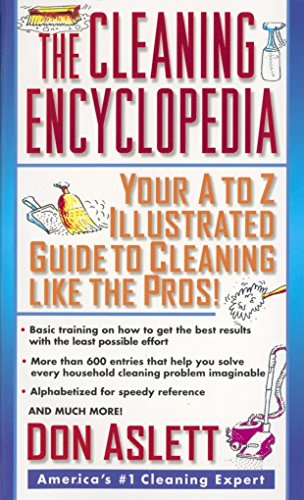 THE CLEANING
ENCYCLOPEDIA
YOUR A TO Z
ILLUSTRATED
GUIDE TO CLEANING
LIKE THE PROS!
• Basic training on how to get the best results
with the least possible effort
• More than 600 entries that help you solve
every household cleaning problem imaginable
• Alphabetized for speedy reference
AND MUCH MORE!
DON ASLETT
America's #1 Cleaning Expert